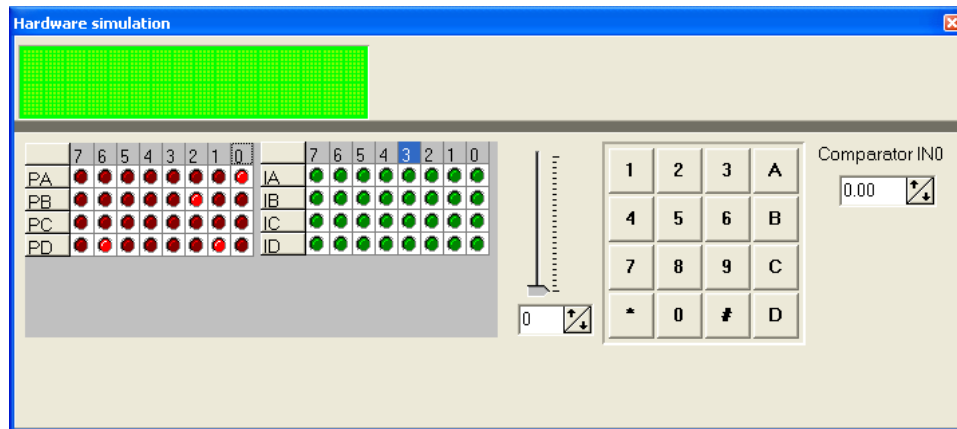 Hardware simulation
7 6 5 4 3 2 1 0
PA
PB
PC
PD
7 6 5 4 3 2 1 0
IA
IB
IC
ID
0
1 2 3 A
4 5 6 B
7 8 9 C
* 0 # D
Comparator IN0
0.00